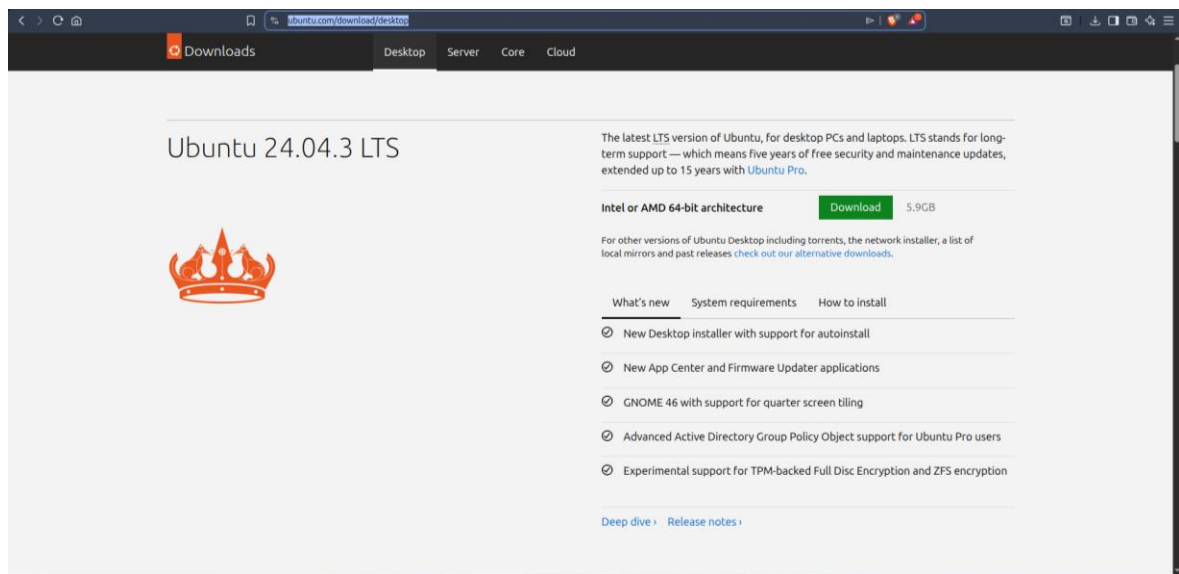 ubuntu.com/download/desktop
Downloads Desktop Server Core Cloud
Ubuntu 24.04.3 LTS
The latest LTS version of Ubuntu, for desktop PCs and laptops. LTS stands for long-
term support — which means five years of free security and maintenance updates,
extended up to 15 years with Ubuntu Pro.
Intel or AMD 64-bit architecture Download 5.9GB
For other versions of Ubuntu Desktop including torrents, the network installer, a list of
local mirrors and past releases check out our alternative downloads.
What's new System requirements How to install
New Desktop installer with support for autoinstall
New App Center and Firmware Updater applications
GNOME 46 with support for quarter screen tiling
Advanced Active Directory Group Policy Object support for Ubuntu Pro users
Experimental support for TPM-backed Full Disc Encryption and ZFS encryption
Deep dive › Release notes ›